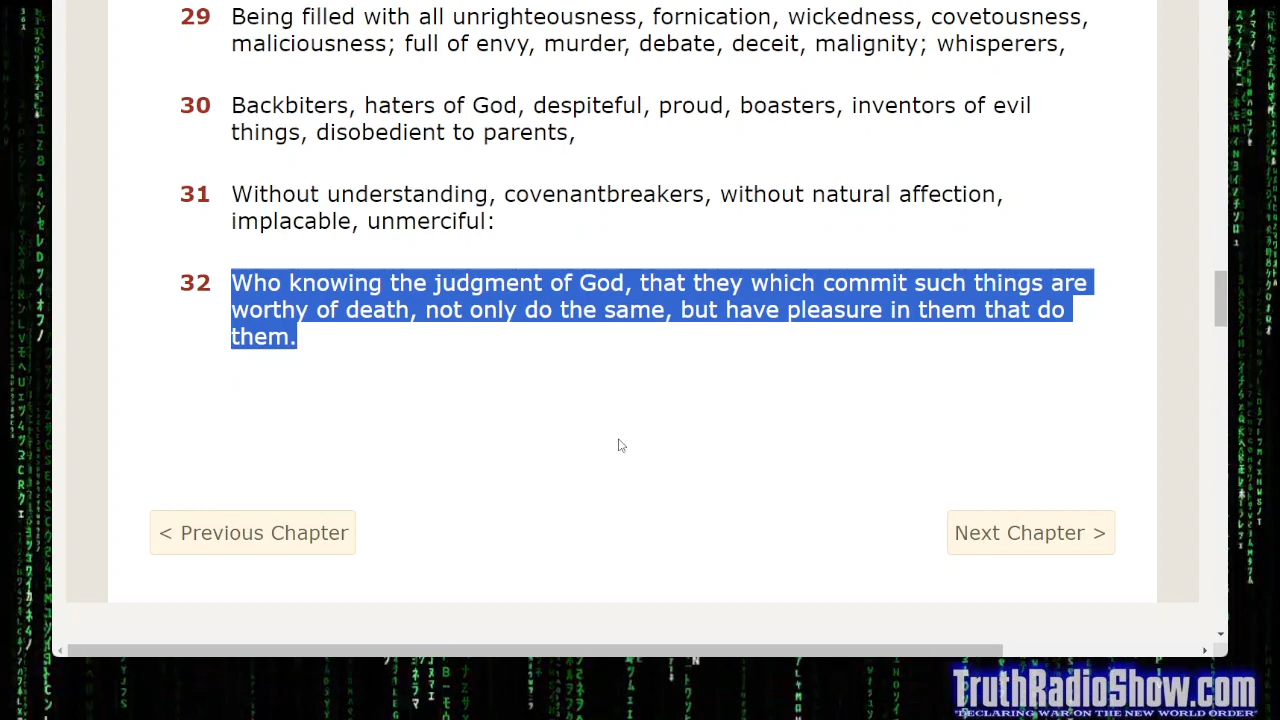 29 Being filled with all unrighteousness, fornication, wickedness, covetousness,
maliciousness; full of envy, murder, debate, deceit, malignity; whisperers,
30 Backbiters, haters of God, despiteful, proud, boasters, inventors of evil
things, disobedient to parents,
31 Without understanding, covenantbreakers, without natural affection,
implacable, unmerciful:
32 Who knowing the judgment of God, that they which commit such things are
worthy of death, not only do the same, but have pleasure in them that do
them.
< Previous Chapter
Next Chapter >
TruthRadioShow.com
"DECLARING WAR ON THE NEW WORLD ORDER"